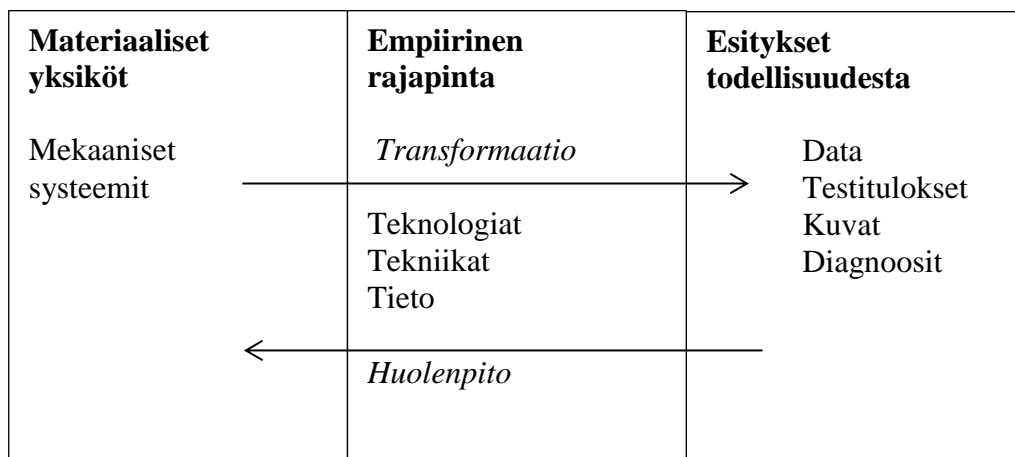 Materiaaliset
yksiköt
Mekaaniset
systeemit
Empiirinen
rajapinta
Transformaatio
Teknologiat
Tekniikat
Tieto
Huolenpito
Esitykset
todellisuudesta
Data
Testitulokset
Kuvat
Diagnoosit